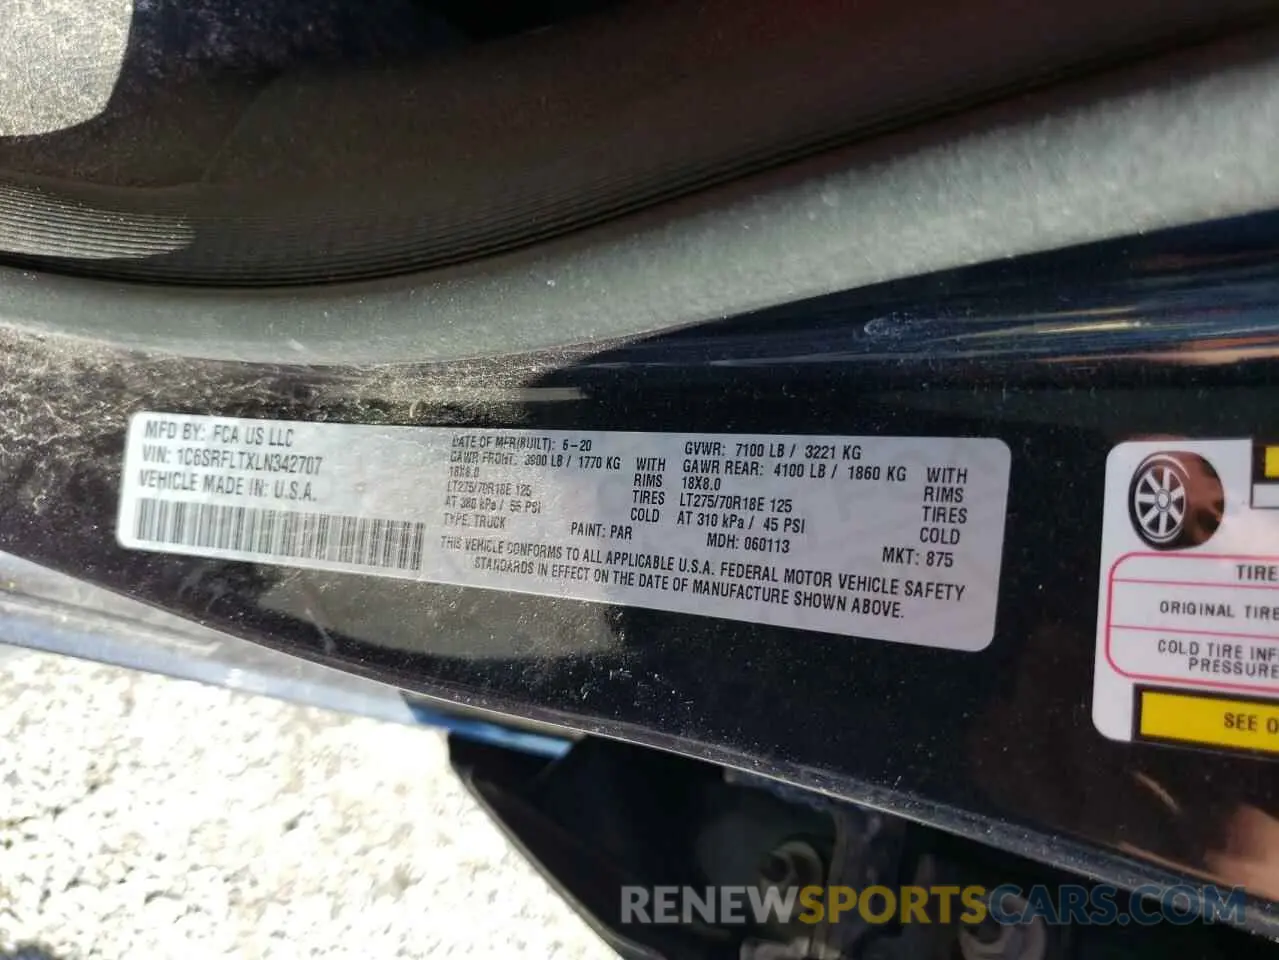 MFD BY: FCA US LLC
VIN: 1C6SRFLTXLN342707
VEHICLE MADE IN: U.S.A.
DATE OF MFR(BUILT): 6-20
GAWR FRONT: 3900 LB / 1770 KG WITH
18X8.0 RIMS
LT275/70R18E 125 TIRES
AT 380 kPa / 55 PSI COLD
TYPE: TRUCK PAINT: PAR
GVWR: 7100 LB / 3221 KG
GAWR REAR: 4100 LB / 1860 KG WITH
18X8.0 RIMS
LT275/70R18E 125 TIRES
AT 310 kPa / 45 PSI COLD
MDH: 060113 MKT: 875
THIS VEHICLE CONFORMS TO ALL APPLICABLE U.S.A. FEDERAL MOTOR VEHICLE SAFETY
STANDARDS IN EFFECT ON THE DATE OF MANUFACTURE SHOWN ABOVE.
TIRE
ORIGINAL TIRE
COLD TIRE INF
PRESSURE
SEE O
RENEWSPORTSCARS.COM